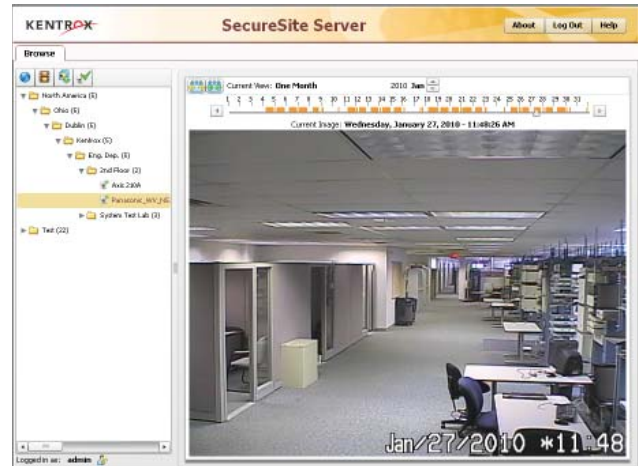 KENTROX
SecureSite Server
About Log Out Help
Browse
Current View: One Month 2010 Jan
1 2 3 4 5 6 7 8 9 10 11 12 13 14 15 16 17 18 19 20 21 22 23 24 25 26 27 28 29 30 31
Current Image: Wednesday, January 27, 2010 - 11:48:26 AM
North America (5)
Ohio (5)
Dublin (5)
Kentrox (5)
Eng. Dep. (5)
2nd Floor (2)
Axis 210A
Panasonic_WV_NS
System Test Lab (3)
Test (22)
Jan/27/2010 *11:48
Logged in as: admin